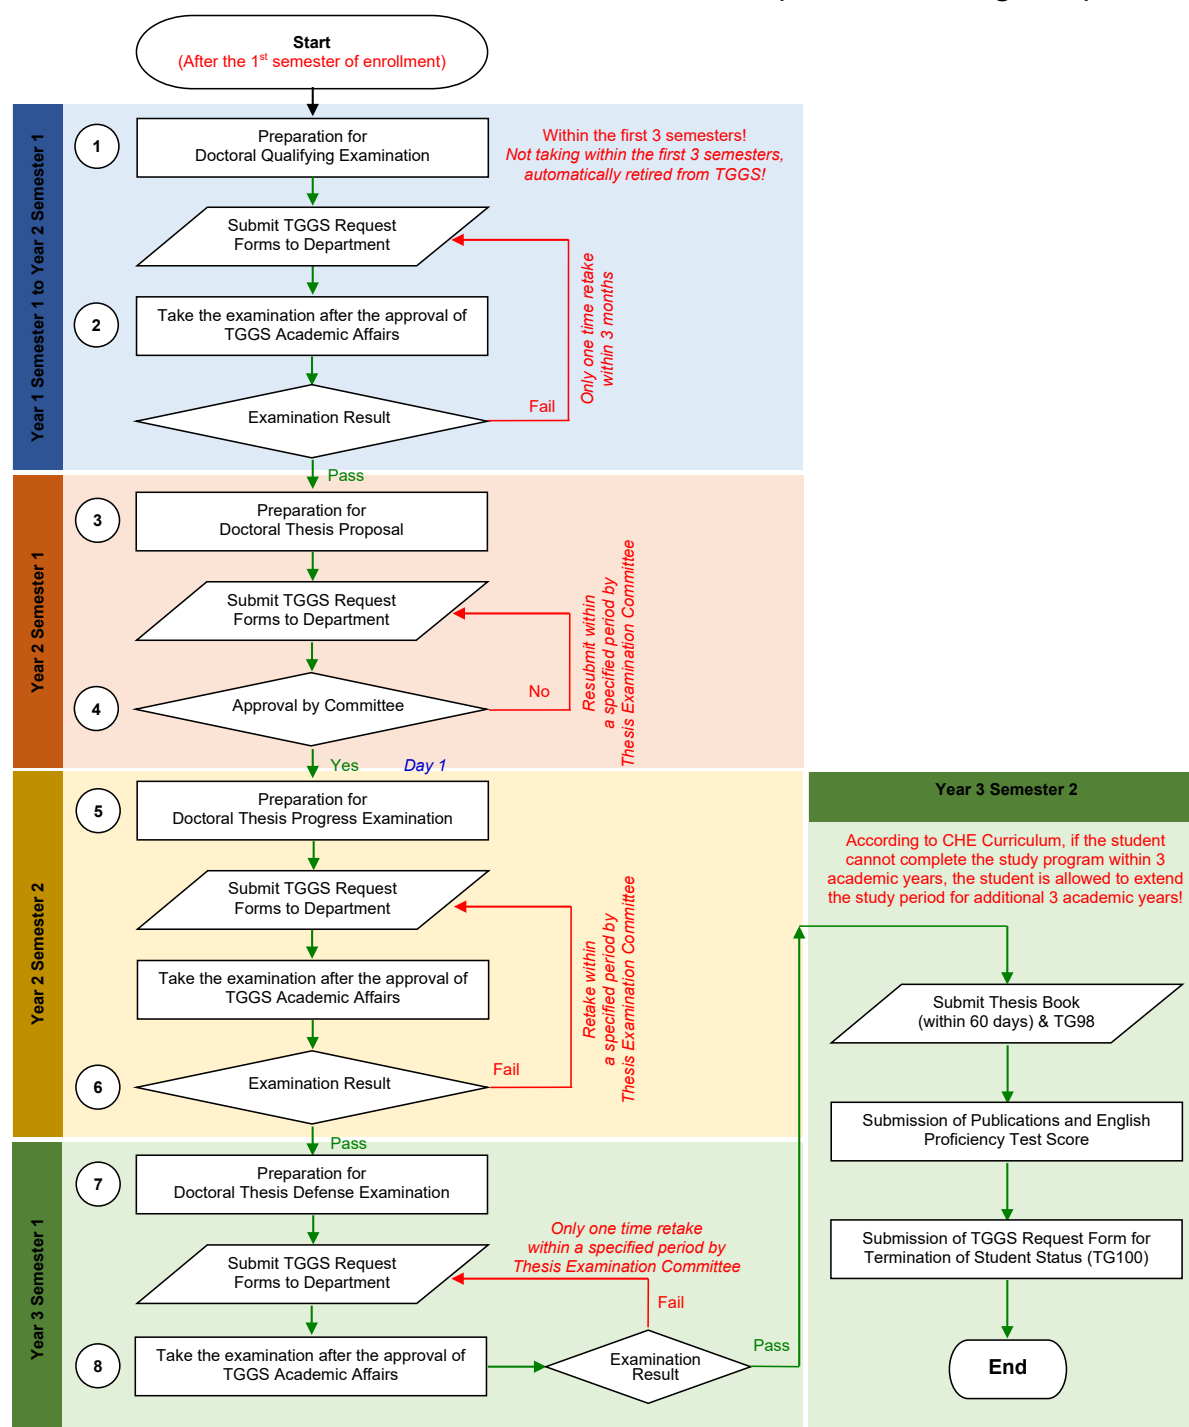 Start
(After the 1st semester of enrollment)
Year 1 Semester 1 to Year 2 Semester 1
1
Preparation for
Doctoral Qualifying Examination
Within the first 3 semesters!
Not taking within the first 3 semesters,
automatically retired from TGGS!
Submit TGGS Request
Forms to Department
Only one time retake
within 3 months
2
Take the examination after the approval of
TGGS Academic Affairs
Examination Result
Fail
Pass
Year 2 Semester 1
3
Preparation for
Doctoral Thesis Proposal
Submit TGGS Request
Forms to Department
Resubmit within
a specified period by
Thesis Examination Committee
4
Approval by Committee
No
Yes
Day 1
Year 2 Semester 2
5
Preparation for
Doctoral Thesis Progress Examination
Submit TGGS Request
Forms to Department
Retake within
a specified period by
Thesis Examination Committee
Take the examination after the approval of
TGGS Academic Affairs
6
Examination Result
Fail
Pass
Year 3 Semester 1
7
Preparation for
Doctoral Thesis Defense Examination
Only one time retake
within a specified period by
Thesis Examination Committee
Submit TGGS Request
Forms to Department
Fail
8
Take the examination after the approval of
TGGS Academic Affairs
Examination
Result
Pass
Year 3 Semester 2
According to CHE Curriculum, if the student
cannot complete the study program within 3
academic years, the student is allowed to extend
the study period for additional 3 academic years!
Submit Thesis Book
(within 60 days) & TG98
Submission of Publications and English
Proficiency Test Score
Submission of TGGS Request Form for
Termination of Student Status (TG100)
End